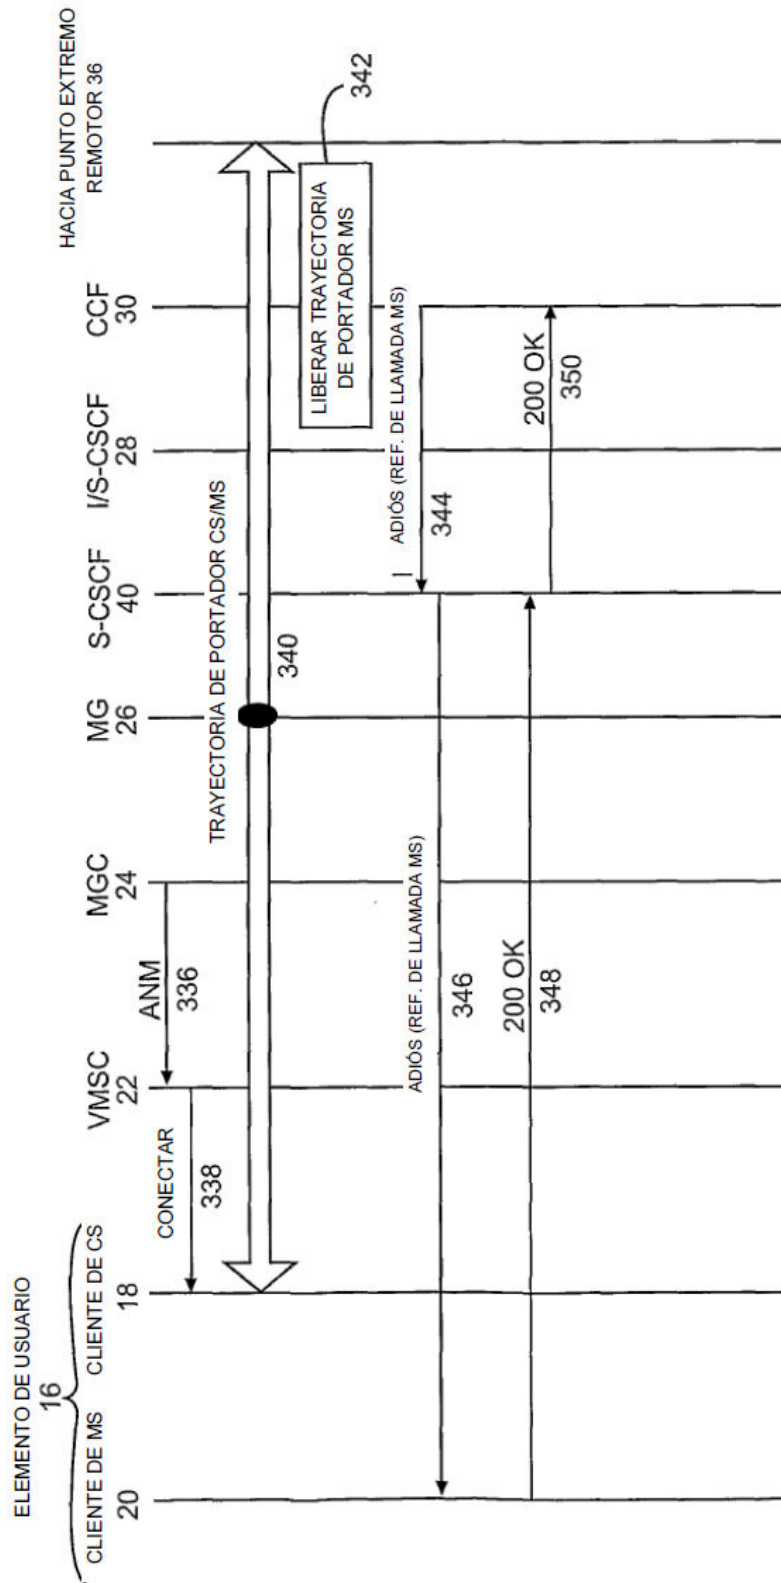 ELEMENTO DE USUARIO
16
CLIENTE DE MS
20
CLIENTE DE CS
18
VMSC
22
MGC
24
MG
26
S-CSCF
40
I/S-CSCF
28
CCF
30
HACIA PUNTO EXTREMO
REMOTOR 36
ANM
336
CONECTAR
338
TRAYECTORIA DE PORTADOR CS/MS
340
LIBERAR TRAYECTORIA
DE PORTADOR MS
342
ADIÓS (REF. DE LLAMADA MS)
344
ADIÓS (REF. DE LLAMADA MS)
346
200 OK
348
200 OK
350